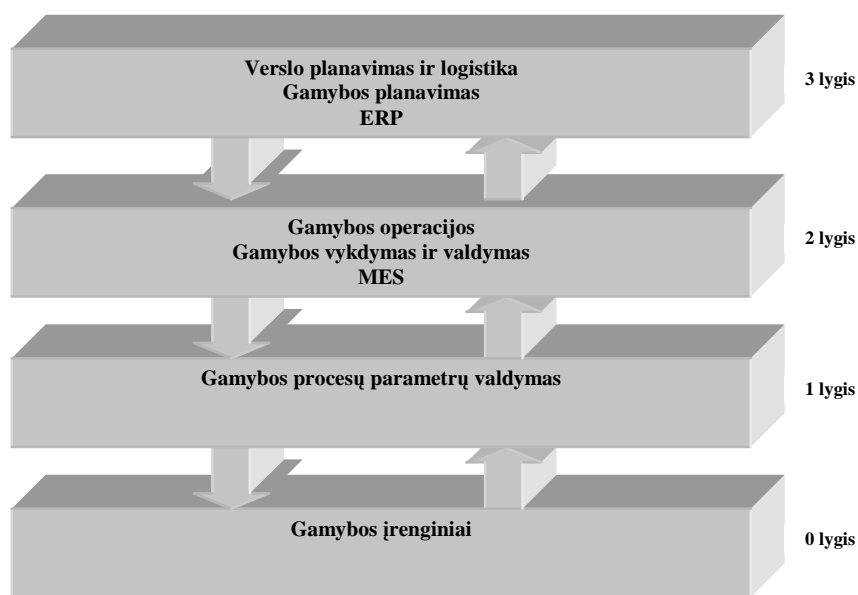 Verslo planavimas ir logistika
Gamybos planavimas
ERP
3 lygis
Gamybos operacijos
Gamybos vykdymas ir valdymas
MES
2 lygis
Gamybos procesų parametrų valdymas
1 lygis
Gamybos įrenginiai
0 lygis